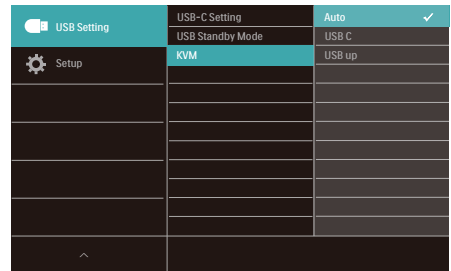 USB Setting
Setup
USB-C Setting
USB Standby Mode
KVM
Auto
USB C
USB up